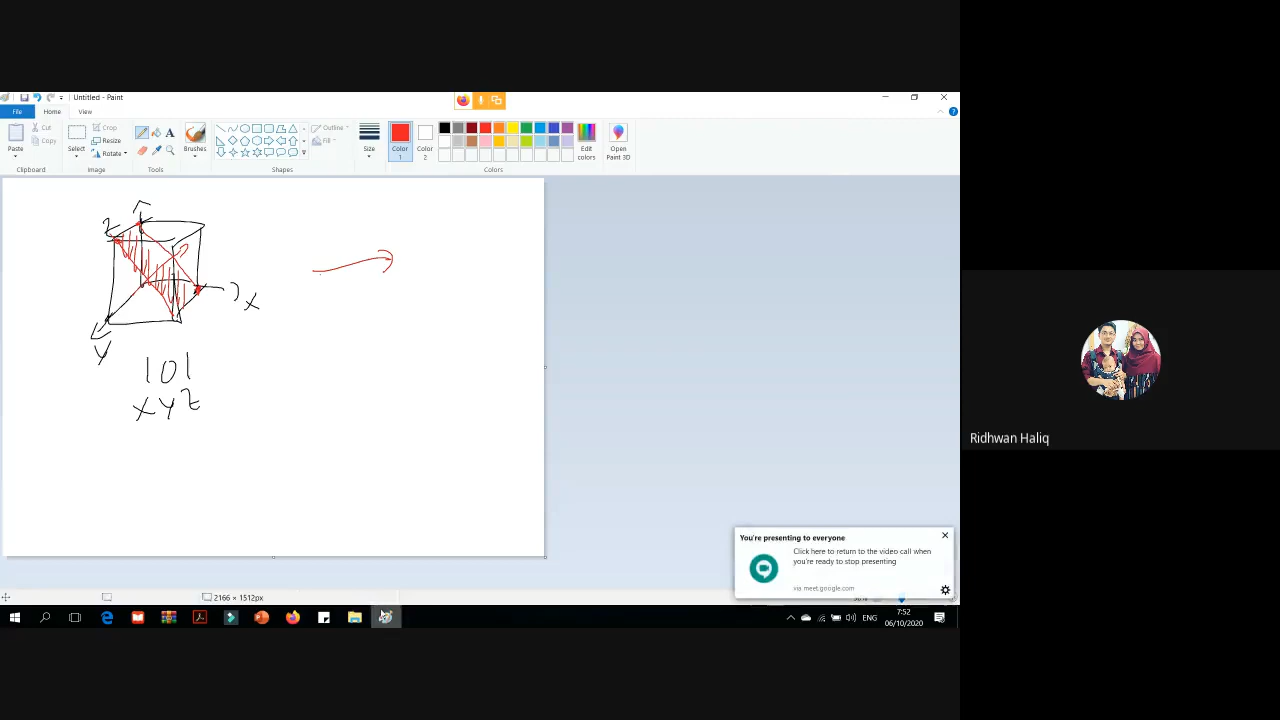 Untitled - Paint
File
Home
View
Paste
Cut
Copy
Clipboard
Select
Crop
Resize
Rotate
Image
A
Tools
Brushes
Outline
Fill
Shapes
Size
Color 1
Color 2
Edit colors
Open Paint 3D
Colors
z
x
y
101
xyz
Ridhwan Haliq
You're presenting to everyone
Click here to return to the video call when
you're ready to stop presenting
via meet.google.com
2166 × 1512px
ENG
7:52
06/10/2020